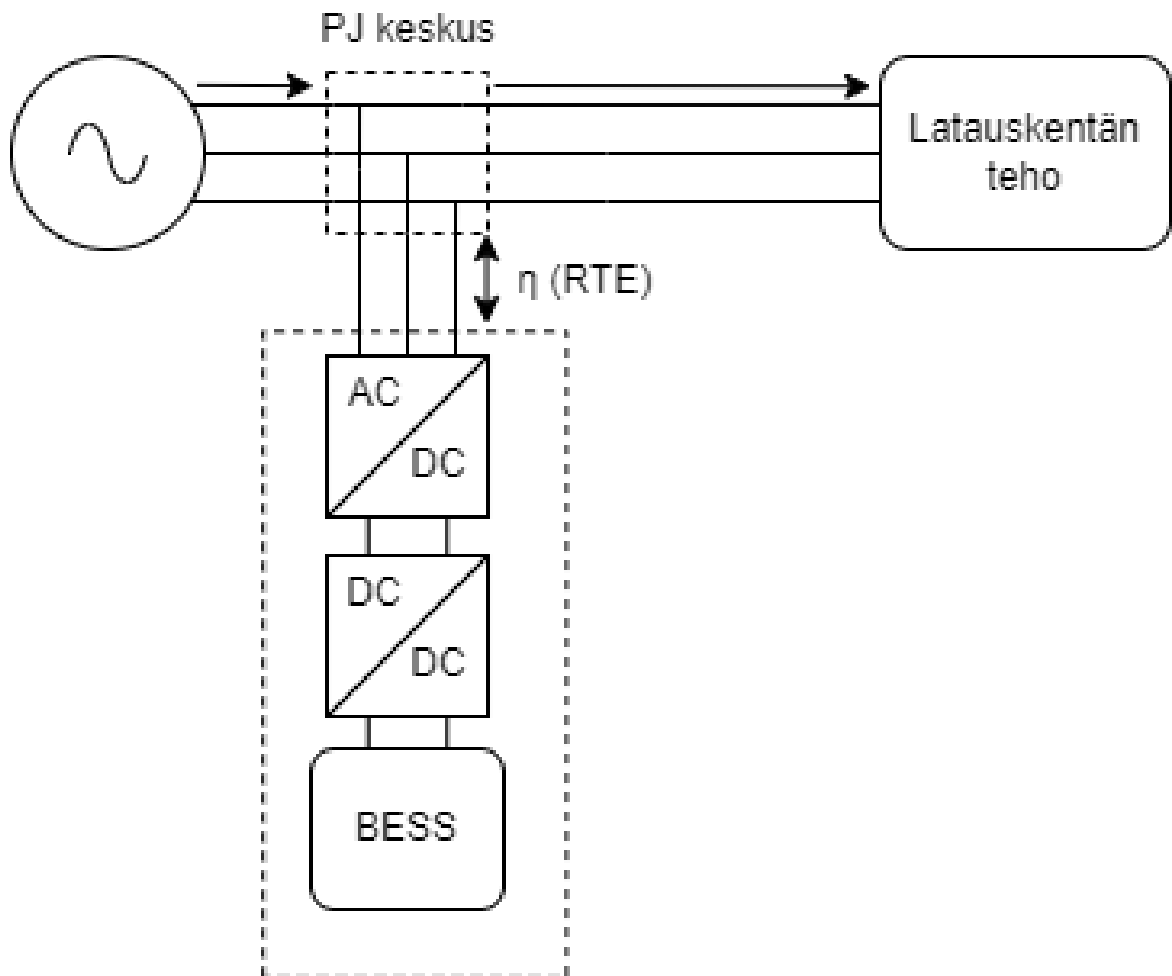 PJ keskus
Latauskentän
teho
η (RTE)
AC
DC
DC
DC
BESS